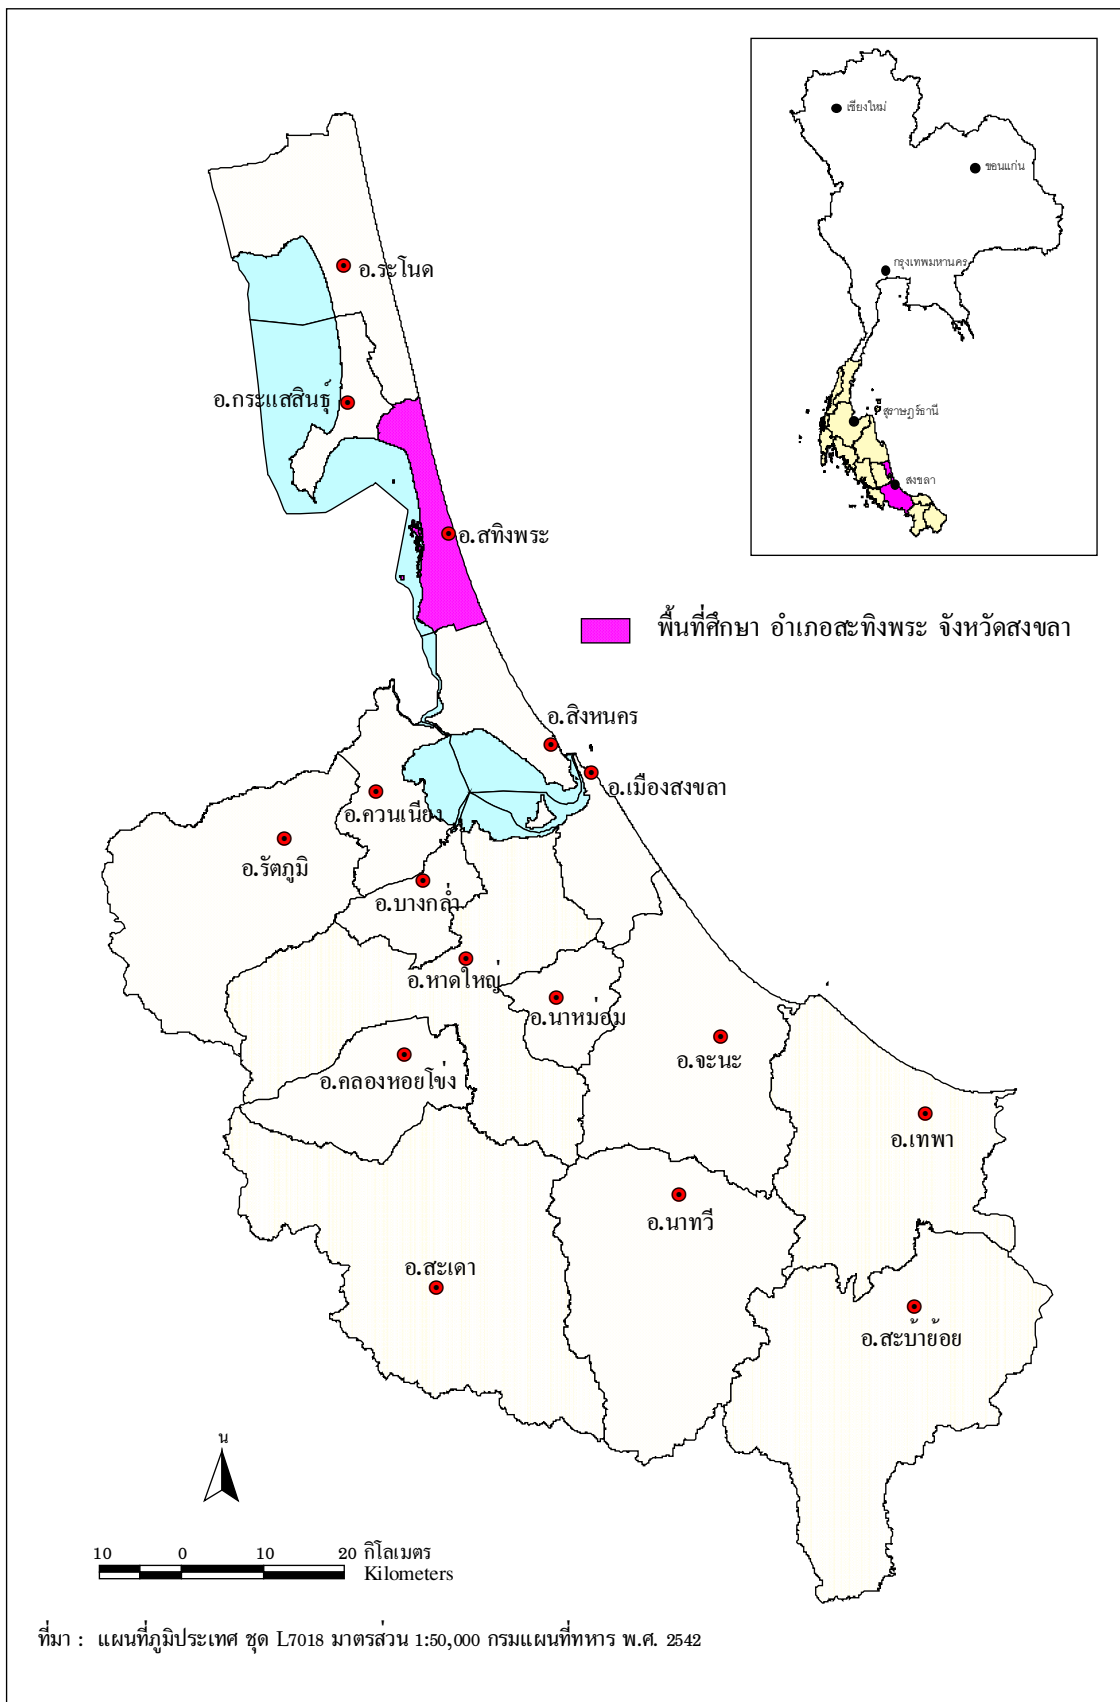 เชียงใหม่
ขอนแก่น
กรุงเทพมหานคร
สุราษฎร์ธานี
สงขลา
อ.ระโนด
อ.กระแสสินธุ์
อ.สทิงพระ
พื้นที่ศึกษา อำเภอสะทิงพระ จังหวัดสงขลา
อ.สิงหนคร
อ.เมืองสงขลา
อ.ควนเนียง
อ.รัตภูมิ
อ.บางกล่ำ
อ.หาดใหญ่
อ.นาหม่อม
อ.จะนะ
อ.คลองหอยโข่ง
อ.เทพา
อ.นาทวี
อ.สะเดา
อ.สะบ้าย้อย
น
10 0 10 20 กิโลเมตร
Kilometers
ที่มา : แผนที่ภูมิประเทศ ชุด L7018 มาตรส่วน 1:50,000 กรมแผนที่ทหาร พ.ศ. 2542